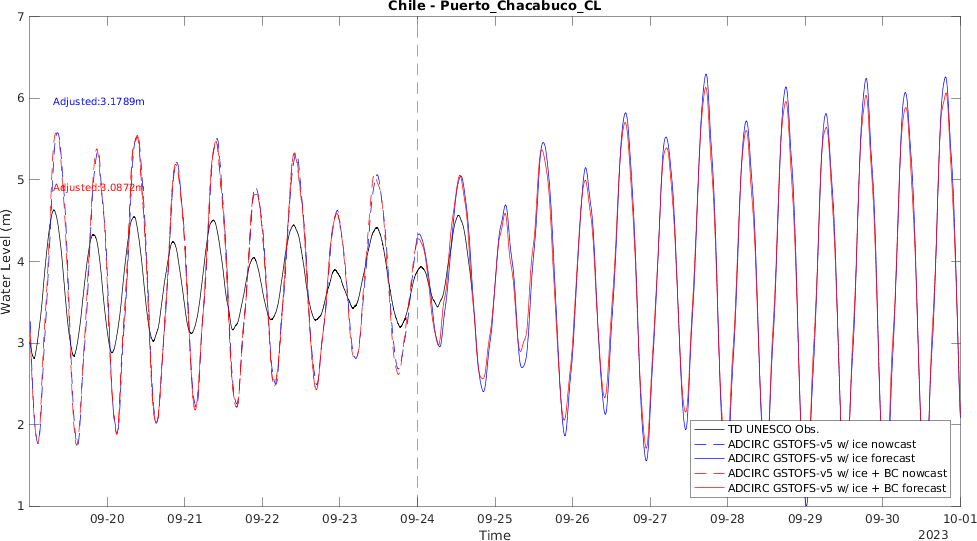 Chile - Puerto_Chacabuco_CL
7
6
5
4
3
2
1
Water Level (m)
Adjusted:3.1789m
Adjusted:3.0872m
TD UNESCO Obs.
ADCIRC GSTOFS-v5 w/ ice nowcast
ADCIRC GSTOFS-v5 w/ ice forecast
ADCIRC GSTOFS-v5 w/ ice + BC nowcast
ADCIRC GSTOFS-v5 w/ ice + BC forecast
09-20 09-21 09-22 09-23 09-24 09-25 09-26 09-27 09-28 09-29 09-30 10-01
Time
2023